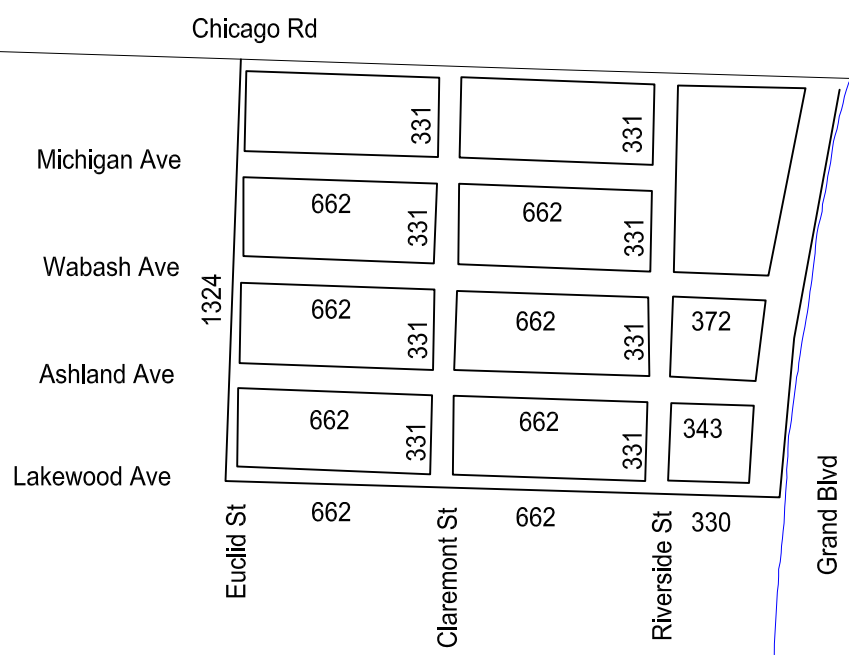 Chicago Rd
331
331
Michigan Ave
662
331
662
331
Wabash Ave
1324
662
331
662
331
372
Ashland Ave
662
331
662
331
343
Lakewood Ave
Euclid St
662
Claremont St
662
Riverside St
330
Grand Blvd